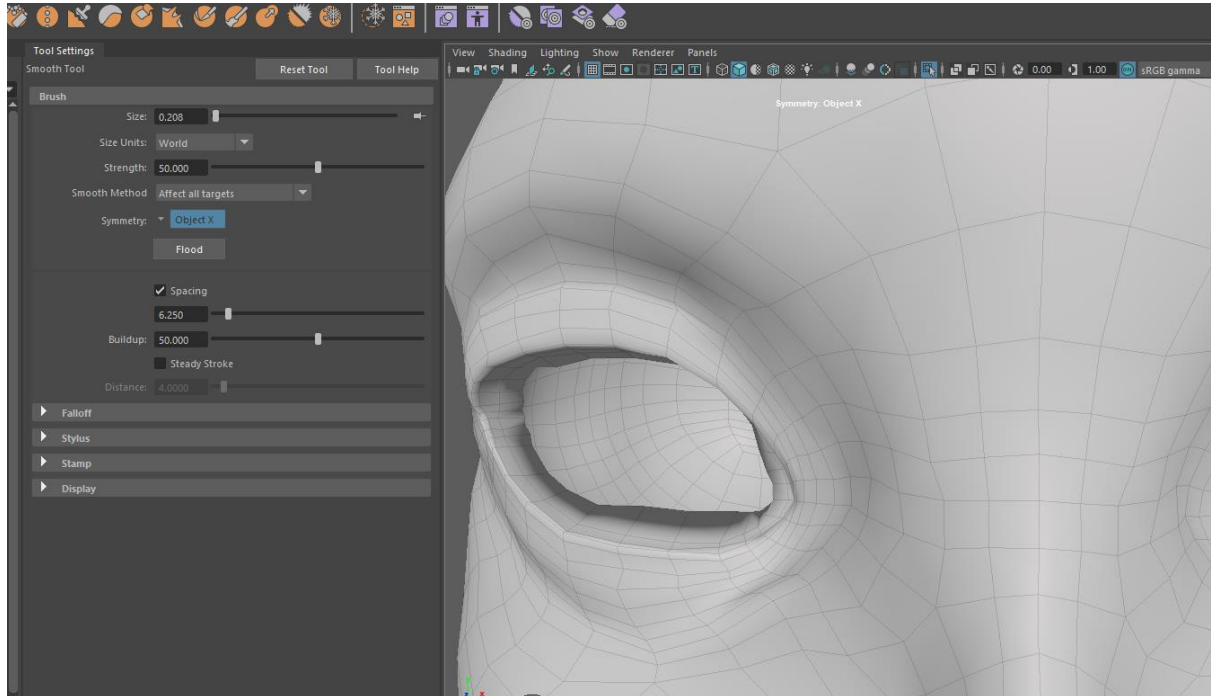 Tool Settings
Smooth Tool Reset Tool Tool Help
Brush
Size: 0.208
Size Units: World
Strength: 50.000
Smooth Method Affect all targets
Symmetry: Object X
Flood
Spacing
6.250
Buildup: 50.000
Steady Stroke
Distance: 4.0000
Falloff
Stylus
Stamp
Display
View Shading Lighting Show Renderer Panels
0.00 1.00 sRGB gamma
Symmetry: Object X
y
z x